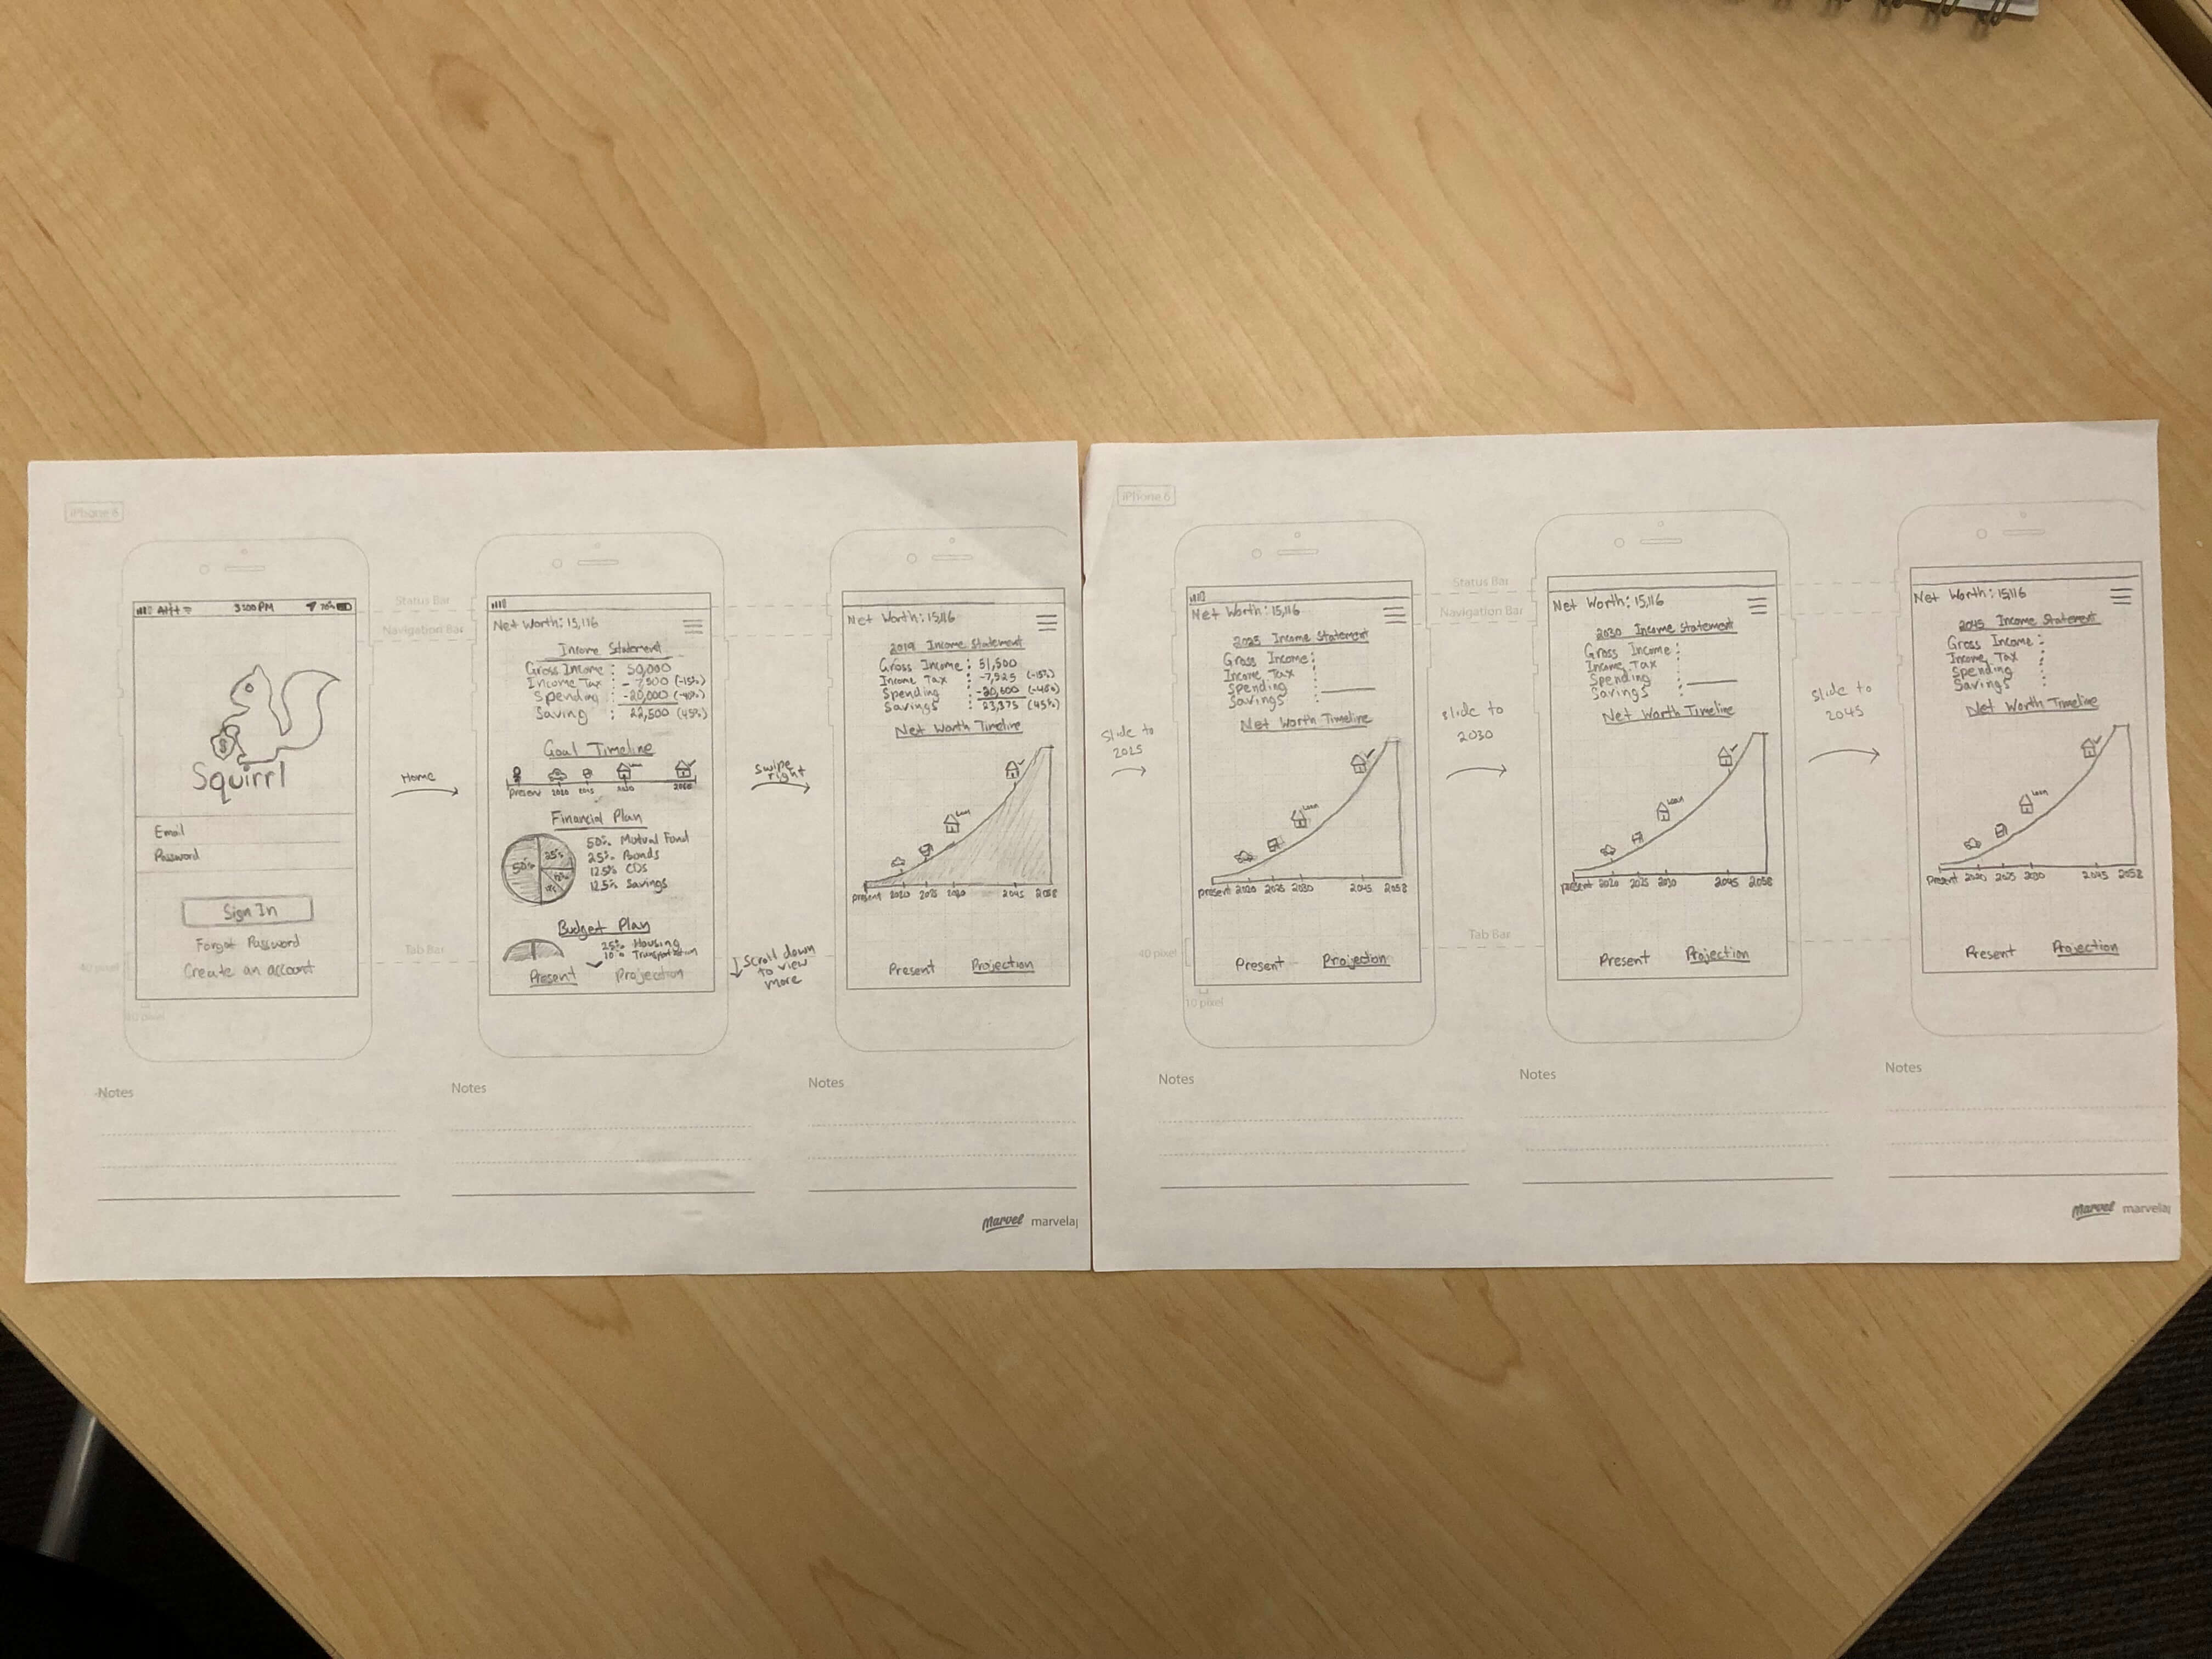 iPhone 6
AT&T 3:00 PM 70%
Squirrl
Email
Password
Sign In
Forgot Password
Create an account
40 pixel
10 pixel
Notes
Status Bar
Navigation Bar
Home
Tab Bar
Net Worth: 15,116
Income Statement
Gross Income : 50,000
Income Tax : -7,500 (-15%)
Spending : -20,000 (-40%)
Saving : 22,500 (45%)
Goal Timeline
loan
Present 2020 2025 2030 2058
Financial Plan
50% 25%
50% Mutual Fund
25% Bonds
12.5% CDs
12.5% Savings
Budget Plan
25% Housing
10% Transportation
Present Projection
Notes
Swipe right
↓ Scroll down
to view
more
Net Worth: 15,116
2019 Income Statement
Gross Income : 51,500
Income Tax : -7,725 (-15%)
Spending : -20,600 (-40%)
Savings : 23,375 (45%)
Net Worth Timeline
loan
present 2020 2025 2030 2045 2058
Present Projection
Notes
Marvel marvela
iPhone 6
Slide to
2025
40 pixel
10 pixel
Net Worth: 15,116
2025 Income Statement
Gross Income :
Income Tax :
Spending :
Savings :
Net Worth Timeline
loan
present 2020 2025 2030 2045 2058
Present Projection
Notes
Status Bar
Navigation Bar
slide to
2030
Tab Bar
Net Worth: 15,116
2030 Income Statement
Gross Income :
Income Tax :
Spending :
Savings :
Net Worth Timeline
loan
present 2020 2025 2030 2045 2058
Present Projection
Notes
slide to
2045
Net Worth: 15,116
2045 Income Statement
Gross Income :
Income Tax :
Spending :
Savings :
Net Worth Timeline
loan
present 2020 2025 2030 2045 2058
Present Projection
Notes
Marvel marvela